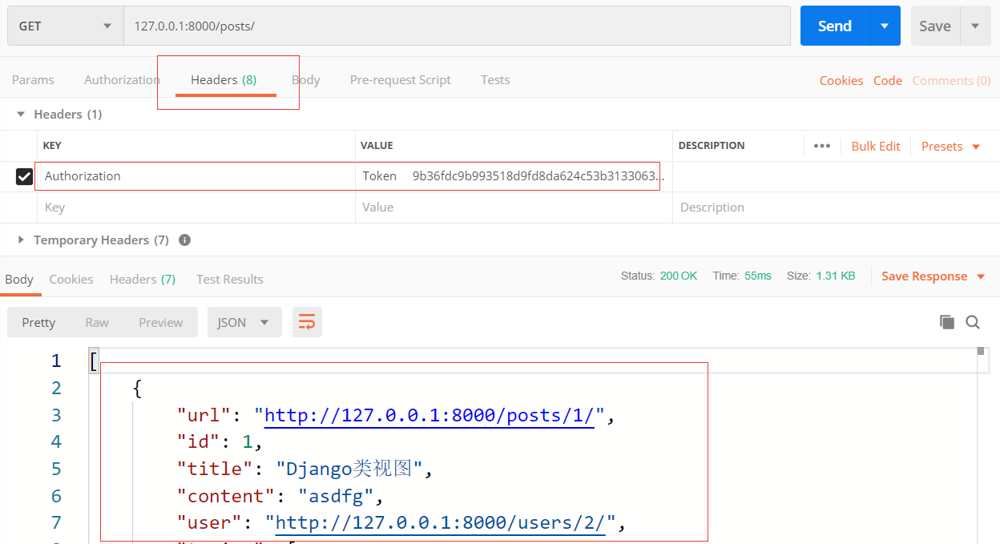 GET 127.0.0.1:8000/posts/ Send Save
Params Authorization Headers (8) Body Pre-request Script Tests Cookies Code Comments (0)
Headers (1)
KEY VALUE DESCRIPTION ••• Bulk Edit Presets
Authorization Token 9b36fdc9b993518d9fd8da624c53b3133063...
Key Value Description
Temporary Headers (7) i
Body Cookies Headers (7) Test Results Status: 200 OK Time: 55ms Size: 1.31 KB Save Response
Pretty Raw Preview JSON
1 [
2 {
3 "url": "http://127.0.0.1:8000/posts/1/",
4 "id": 1,
5 "title": "Django类视图",
6 "content": "asdfg",
7 "user": "http://127.0.0.1:8000/users/2/",